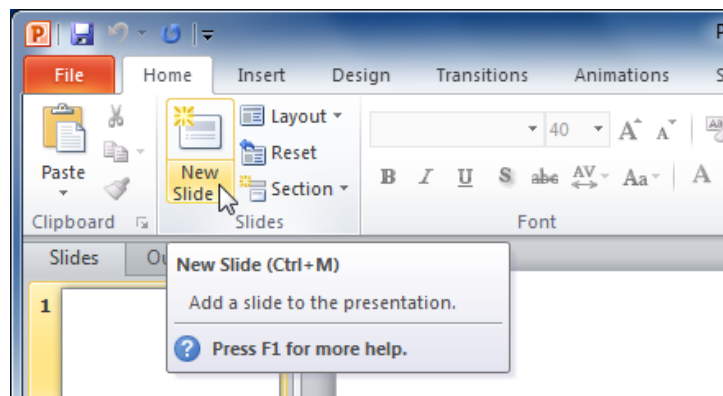 File Home Insert Design Transitions Animations
Layout
Reset
Section
Paste
New
Slide
40
B I U S abc AV Aa A
Clipboard Slides Font
Slides
New Slide (Ctrl+M)
Add a slide to the presentation.
Press F1 for more help.
1